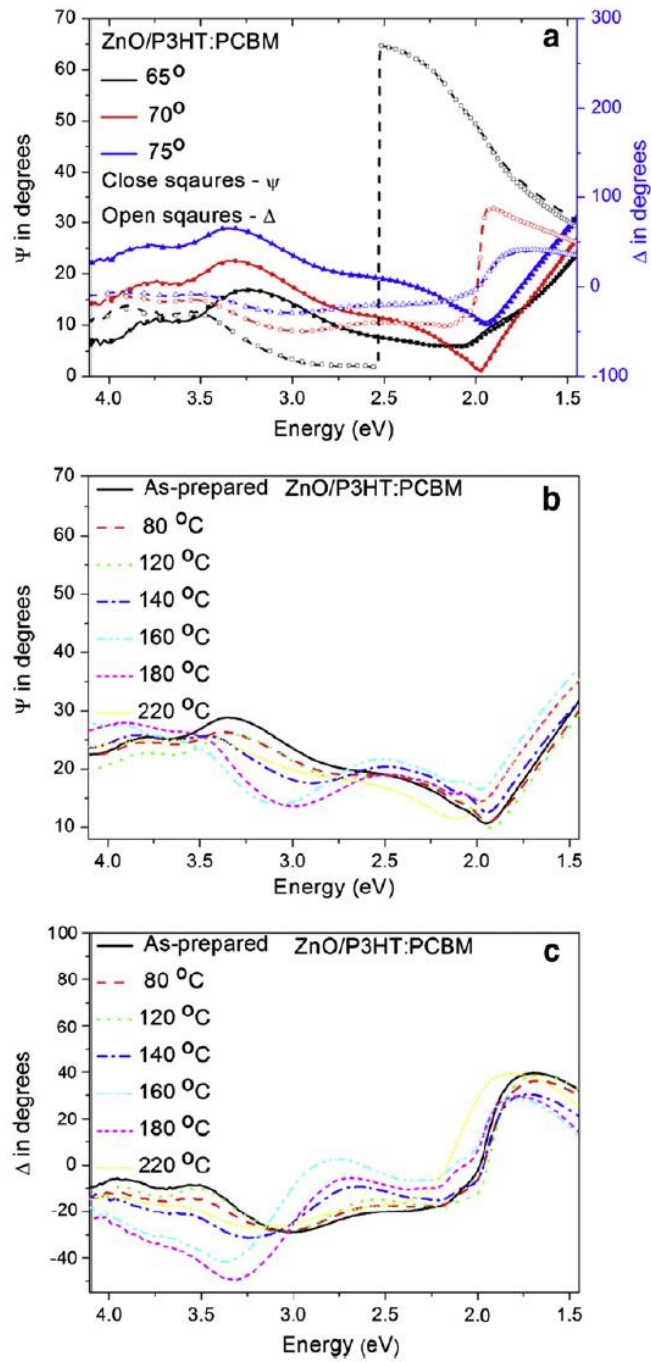 a
ZnO/P3HT:PCBM
65°
70°
75°
Close sqaures - ψ
Open sqaures - Δ
Ψ in degrees
70
60
50
40
30
20
10
0
Δ in degrees
300
200
100
0
-100
4.0 3.5 3.0 2.5 2.0 1.5
Energy (eV)
b
As-prepared ZnO/P3HT:PCBM
80 °C
120 °C
140 °C
160 °C
180 °C
220 °C
Ψ in degrees
70
60
50
40
30
20
10
4.0 3.5 3.0 2.5 2.0 1.5
Energy (eV)
c
As-prepared ZnO/P3HT:PCBM
80 °C
120 °C
140 °C
160 °C
180 °C
220 °C
Δ in degrees
100
80
60
40
20
0
-20
-40
4.0 3.5 3.0 2.5 2.0 1.5
Energy (eV)